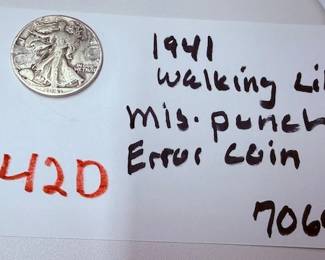 1941
Walking Li
Mis. punch
Error coin
42D
706